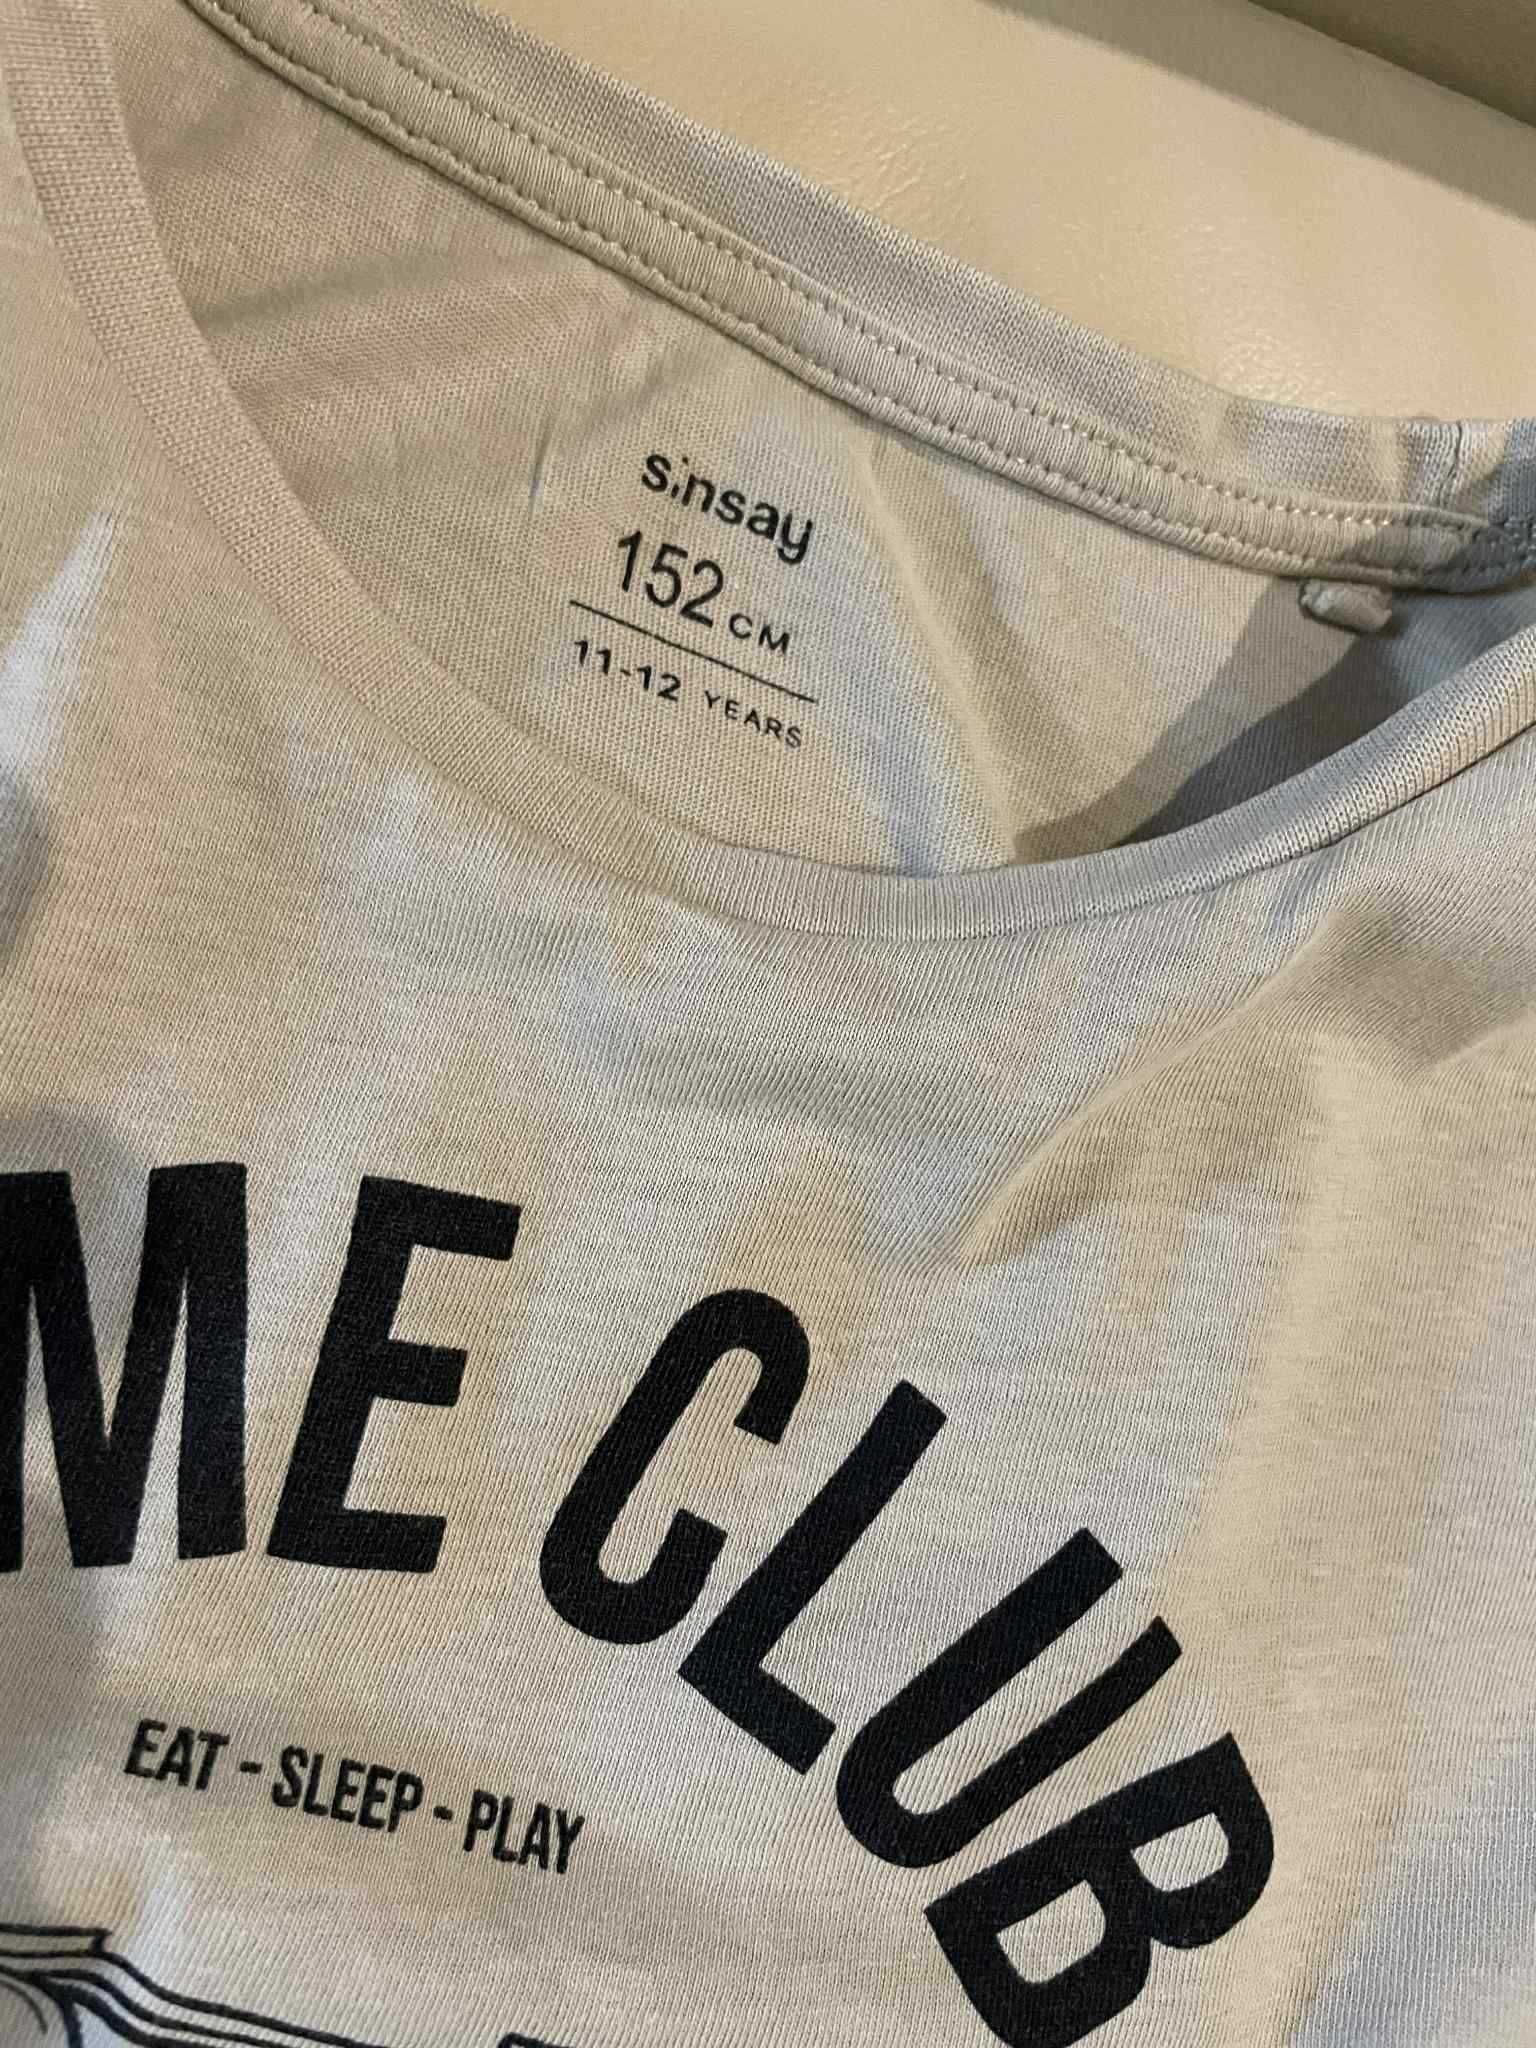 sinsay
152 CM
11-12 YEARS
ME CLUB
EAT - SLEEP - PLAY